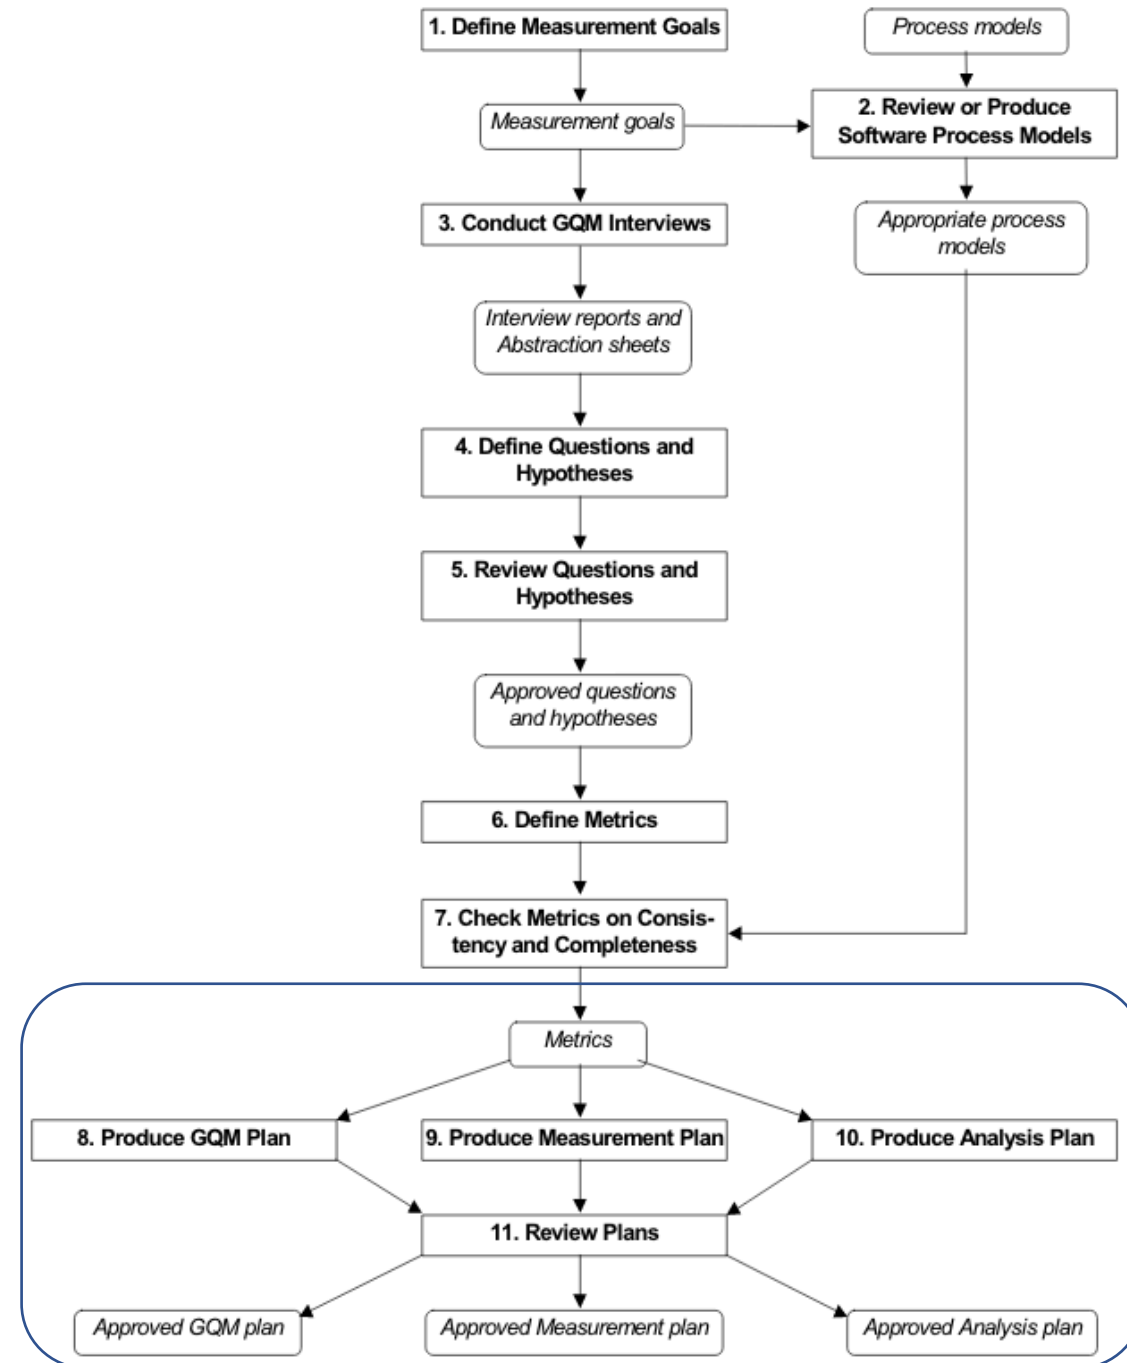 1. Define Measurement Goals
Process models
Measurement goals
2. Review or Produce
Software Process Models
3. Conduct GQM Interviews
Appropriate process
models
Interview reports and
Abstraction sheets
4. Define Questions and
Hypotheses
5. Review Questions and
Hypotheses
Approved questions
and hypotheses
6. Define Metrics
7. Check Metrics on Consis-
tency and Completeness
Metrics
8. Produce GQM Plan
9. Produce Measurement Plan
10. Produce Analysis Plan
11. Review Plans
Approved GQM plan
Approved Measurement plan
Approved Analysis plan